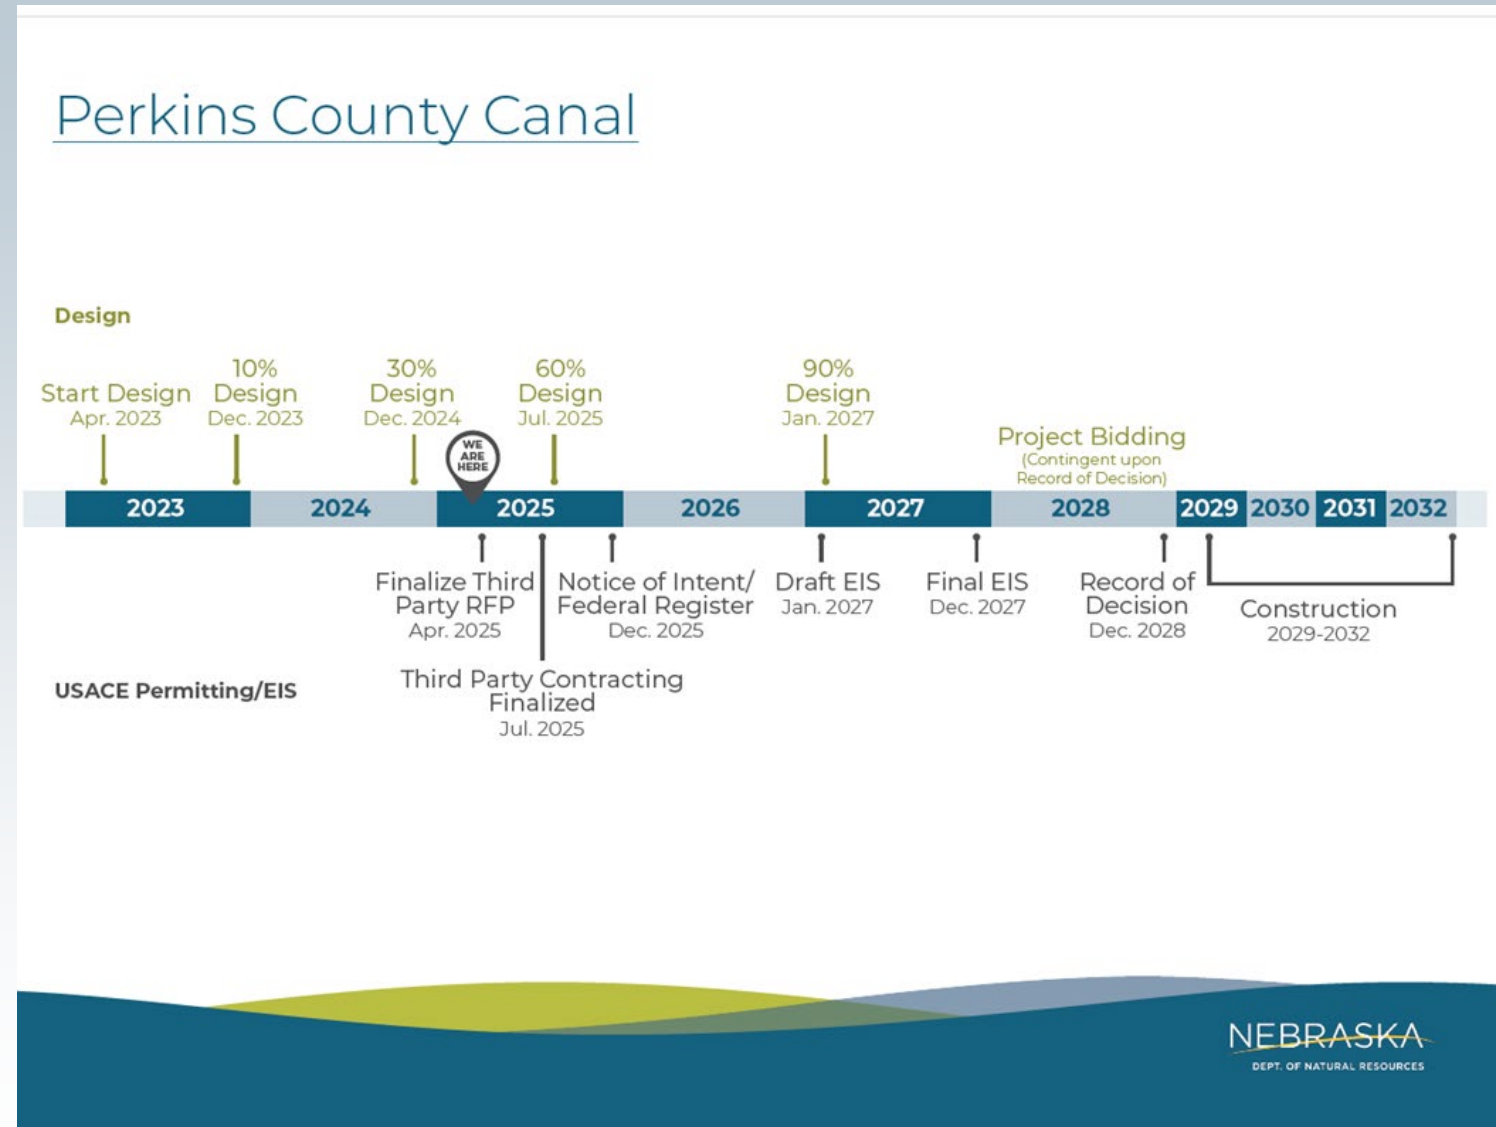 Perkins County Canal
Design
Start Design
Apr. 2023
10%
Design
Dec. 2023
30%
Design
Dec. 2024
60%
Design
Jul. 2025
90%
Design
Jan. 2027
Project Bidding
(Contingent upon
Record of Decision)
WE
ARE
HERE
2023 2024 2025 2026 2027 2028 2029 2030 2031 2032
Finalize Third
Party RFP
Apr. 2025
Notice of Intent/
Federal Register
Dec. 2025
Draft EIS
Jan. 2027
Final EIS
Dec. 2027
Record of
Decision
Dec. 2028
Construction
2029-2032
Third Party Contracting
Finalized
Jul. 2025
USACE Permitting/EIS
NEBRASKA
DEPT. OF NATURAL RESOURCES